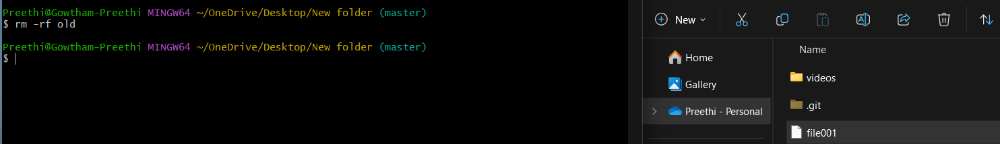 Preethi@Gowtham-Preethi MINGW64 ~/OneDrive/Desktop/New folder (master)
$ rm -rf old
Preethi@Gowtham-Preethi MINGW64 ~/OneDrive/Desktop/New folder (master)
$
New
Name
Home
videos
Gallery
.git
Preethi - Personal
file001